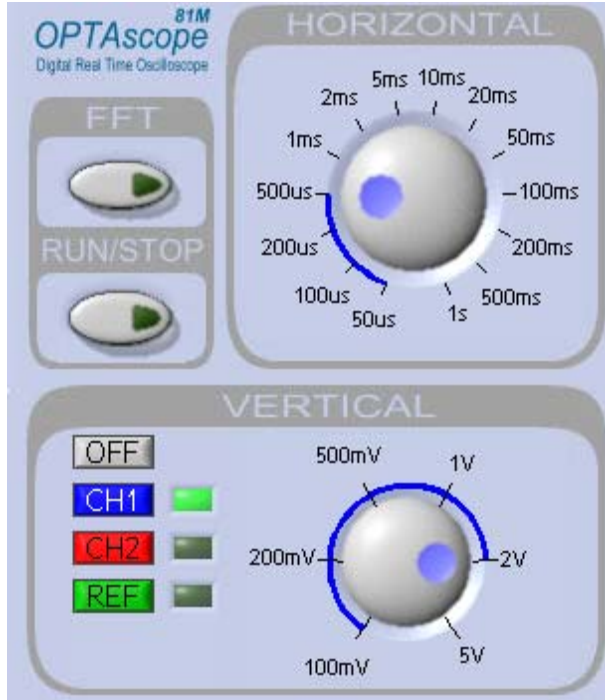 81M
OPTAscope
Digital Real Time Oscilloscope
FFT
RUN/STOP
HORIZONTAL
5ms 10ms
2ms 20ms
1ms 50ms
500us 100ms
200us 200ms
100us 500ms
50us 1s
VERTICAL
OFF
CH1
CH2
REF
500mV 1V
200mV 2V
100mV 5V